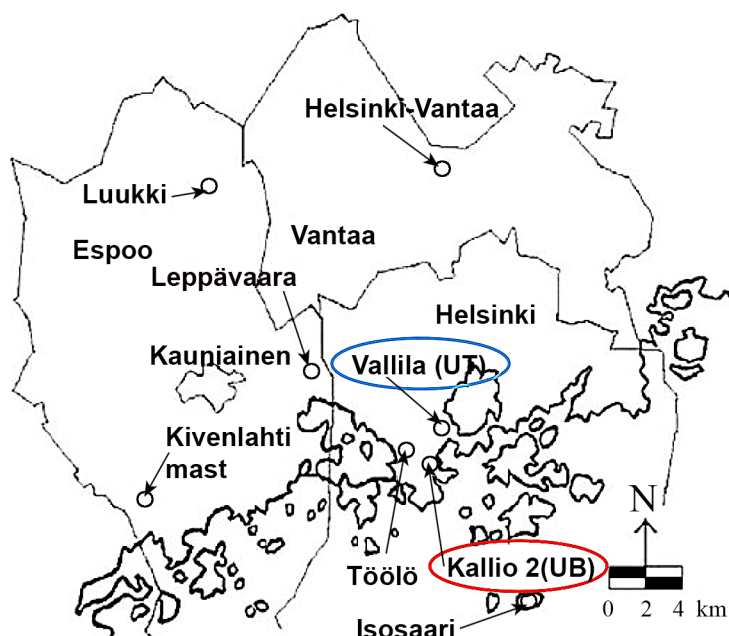 Helsinki-Vantaa
Luukki
Espoo
Vantaa
Leppävaara
Helsinki
Kauniainen
Vallila (UT)
Kivenlahti
mast
N
Töölö
Kallio 2(UB)
0 2 4 km
Isosaari